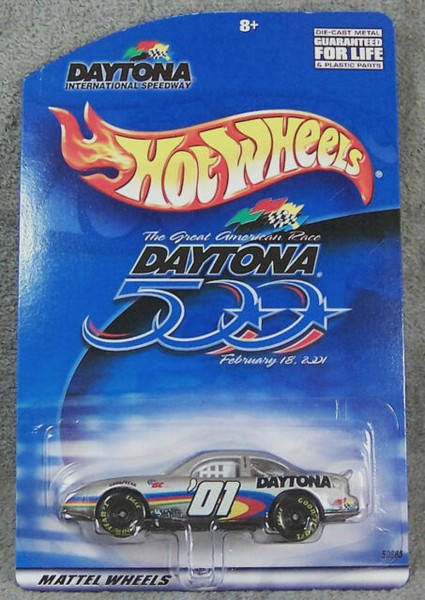 8+
DIE-CAST METAL
GUARANTEED
FOR LIFE
& PLASTIC PARTS
DAYTONA
INTERNATIONAL SPEEDWAY
HOT WHEELS®
The Great American Race
DAYTONA®
500
February 18, 2001
DAYTONA
'01
GOODYEAR
MATTEL WHEELS